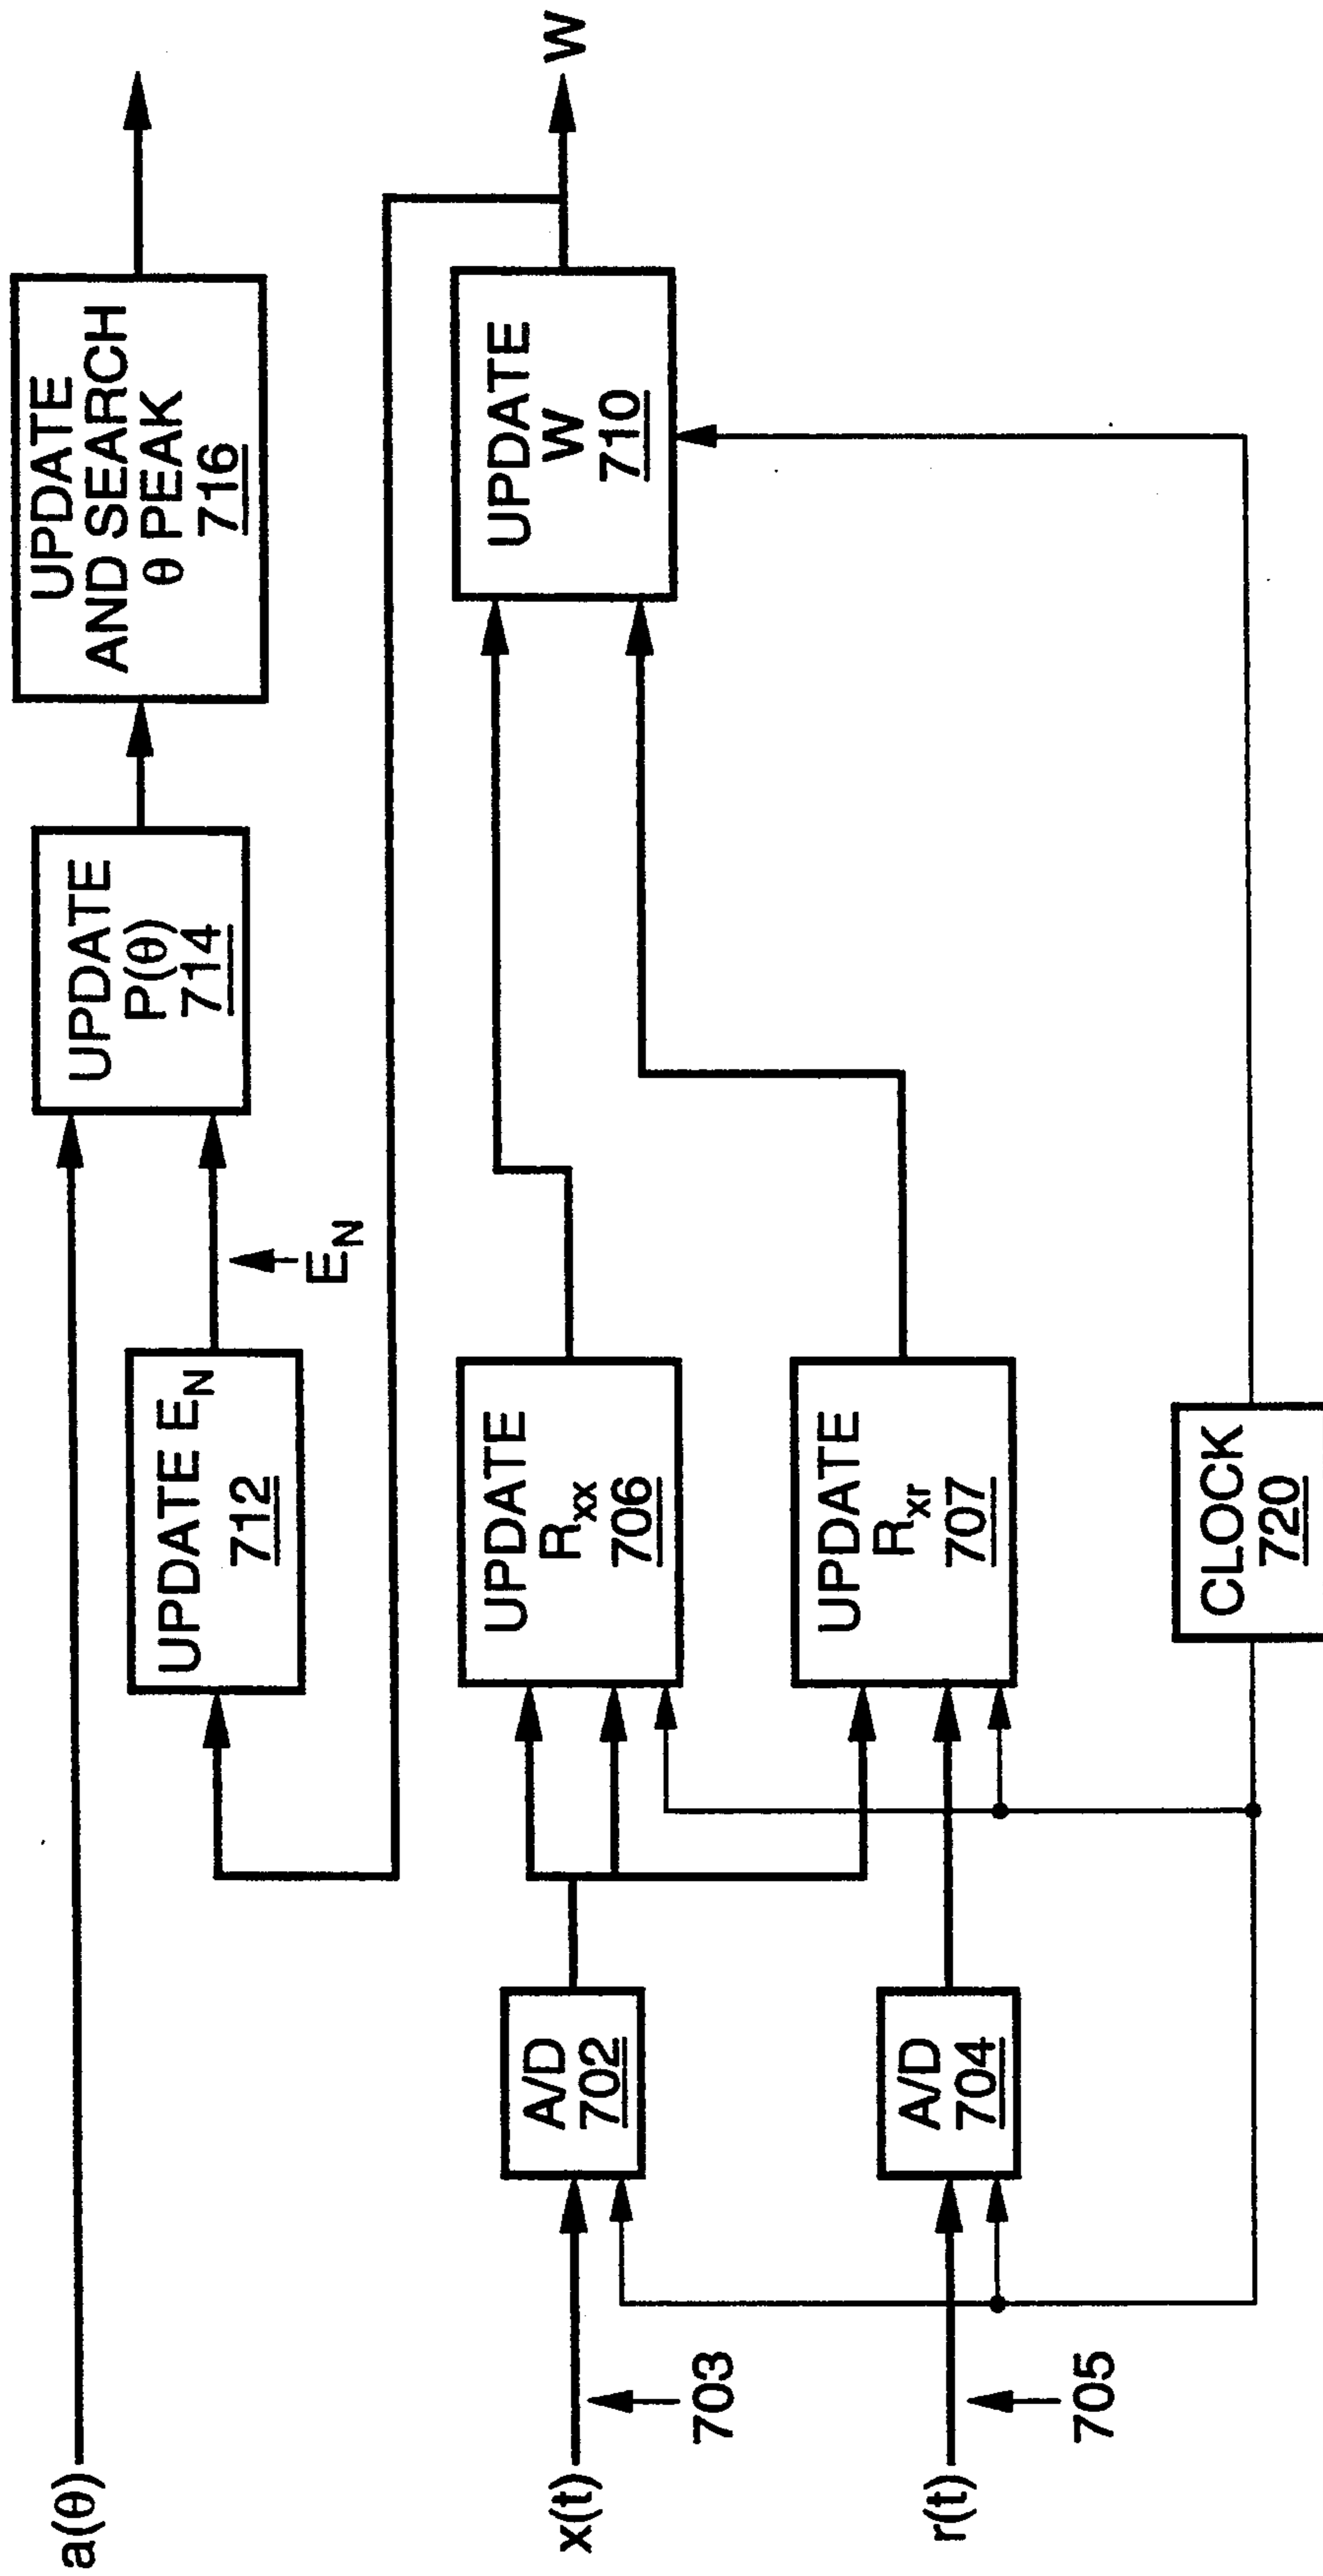 a(θ)
UPDATE E_N
712
E_N
UPDATE
P(θ)
714
UPDATE
AND SEARCH
θ PEAK
716
x(t)
703
A/D
702
UPDATE
R_xx
706
UPDATE
W
710
W
r(t)
705
A/D
704
UPDATE
R_xr
707
CLOCK
720